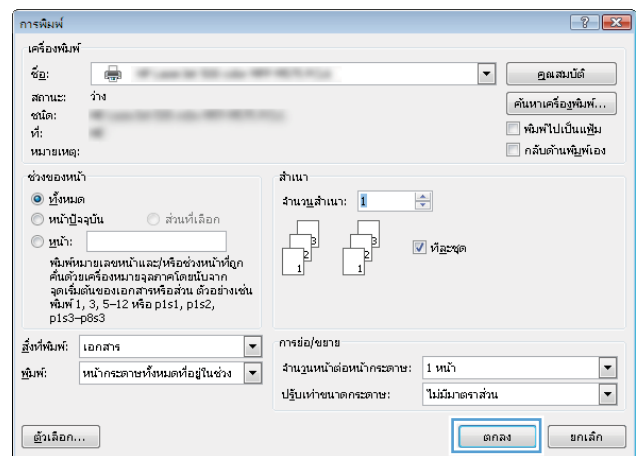 การพิมพ์
เครื่องพิมพ์
ชื่อ:
คุณสมบัติ
สถานะ: ว่าง
ค้นหาเครื่องพิมพ์...
ชนิด:
ที่:
พิมพ์ไปเป็นแฟ้ม
หมายเหตุ:
กลับด้านพิมพ์เอง
ช่วงของหน้า
ทั้งหมด
หน้าปัจจุบัน
ส่วนที่เลือก
หน้า:
พิมพ์หมายเลขหน้าและ/หรือช่วงหน้าที่ถูก
คั่นด้วยเครื่องหมายจุลภาคโดยนับจาก
จุดเริ่มต้นของเอกสารหรือส่วน ตัวอย่างเช่น
พิมพ์ 1, 3, 5–12 หรือ p1s1, p1s2,
p1s3–p8s3
สำเนา
จำนวนสำเนา: 1
1 2 3
1 2 3
ทีละชุด
สิ่งที่พิมพ์: เอกสาร
พิมพ์: หน้ากระดาษทั้งหมดที่อยู่ในช่วง
การย่อ/ขยาย
จำนวนหน้าต่อหน้ากระดาษ: 1 หน้า
ปรับเท่าขนาดกระดาษ: ไม่มีมาตราส่วน
ตัวเลือก...
ตกลง
ยกเลิก